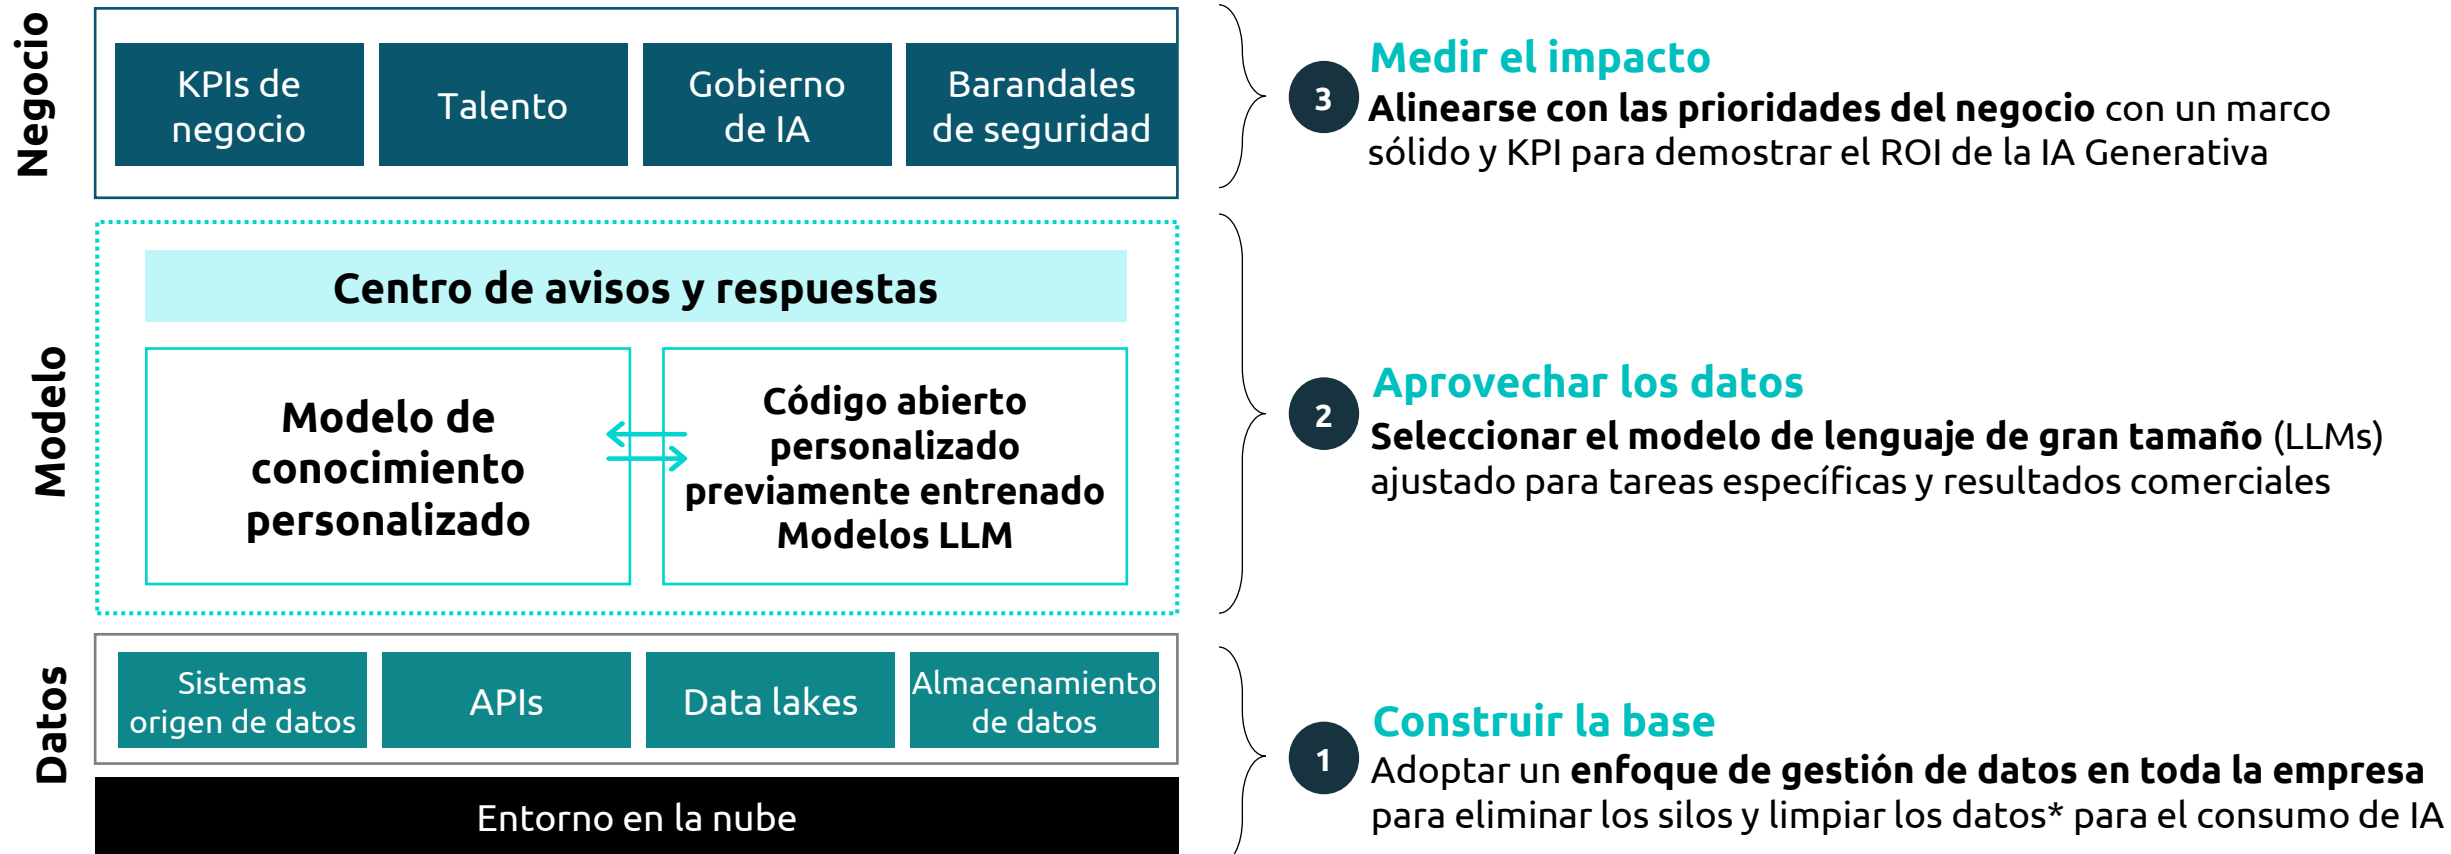 Negocio
KPIs de
negocio
Talento
Gobierno
de IA
Barandales
de seguridad
3
Medir el impacto
Alinearse con las prioridades del negocio con un marco
sólido y KPI para demostrar el ROI de la IA Generativa
Modelo
Centro de avisos y respuestas
Modelo de
conocimiento
personalizado
Código abierto
personalizado
previamente entrenado
Modelos LLM
2
Aprovechar los datos
Seleccionar el modelo de lenguaje de gran tamaño (LLMs)
ajustado para tareas específicas y resultados comerciales
Datos
Sistemas
origen de datos
APIs
Data lakes
Almacenamiento
de datos
Entorno en la nube
1
Construir la base
Adoptar un enfoque de gestión de datos en toda la empresa
para eliminar los silos y limpiar los datos* para el consumo de IA